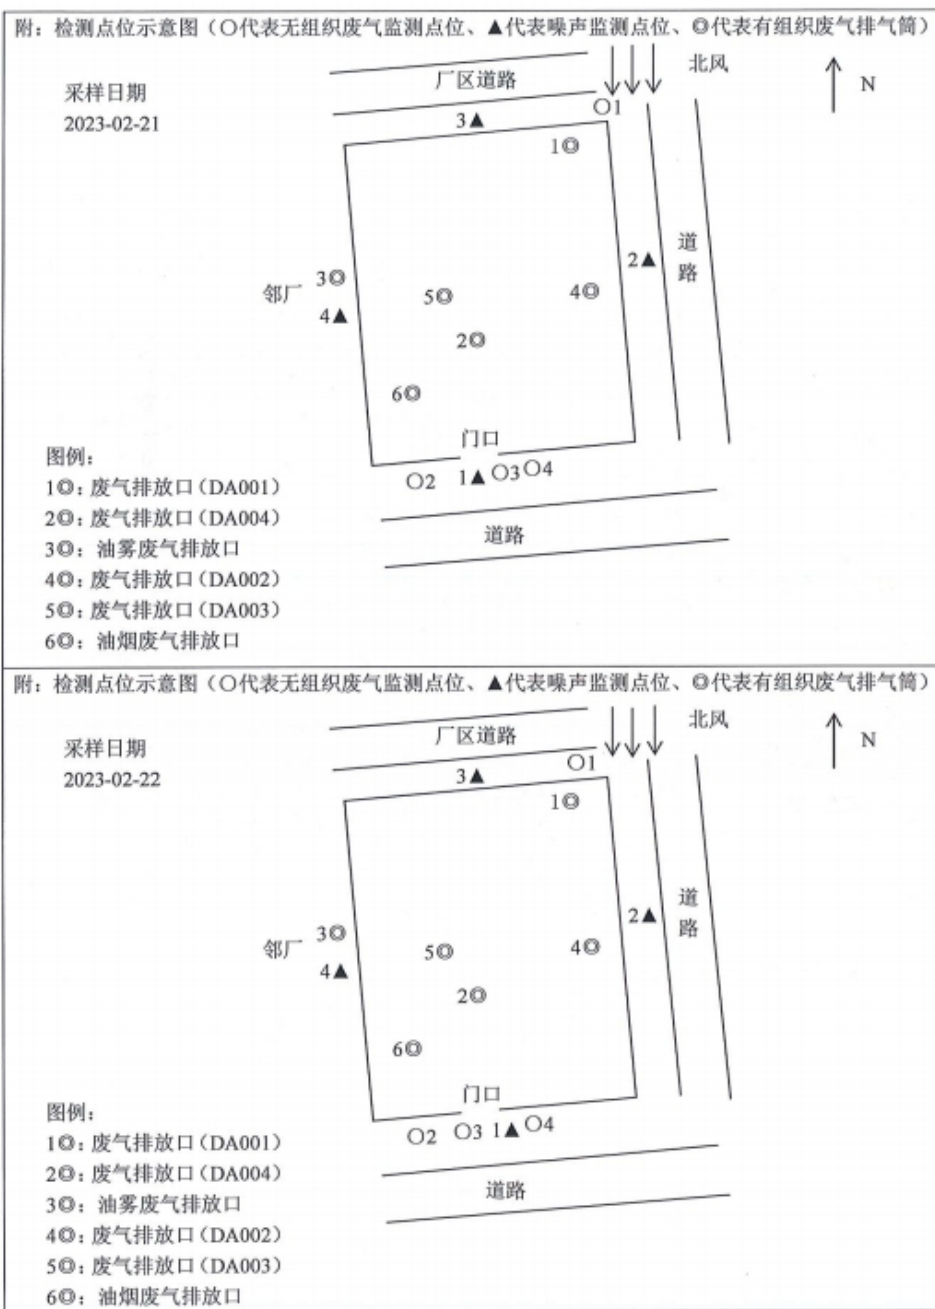 附：检测点位示意图（○代表无组织废气监测点位、▲代表噪声监测点位、◎代表有组织废气排气筒）
北风
N
厂区道路
采样日期
2023-02-21
○1
3▲
1◎
道路
2▲
3◎
邻厂
5◎
4◎
4▲
2◎
6◎
门口
○2 1▲ ○3 ○4
道路
图例：
1◎：废气排放口（DA001）
2◎：废气排放口（DA004）
3◎：油雾废气排放口
4◎：废气排放口（DA002）
5◎：废气排放口（DA003）
6◎：油烟废气排放口
附：检测点位示意图（○代表无组织废气监测点位、▲代表噪声监测点位、◎代表有组织废气排气筒）
北风
N
厂区道路
采样日期
2023-02-22
○1
3▲
1◎
道路
2▲
3◎
邻厂
5◎
4◎
4▲
2◎
6◎
门口
○2 ○3 1▲ ○4
道路
图例：
1◎：废气排放口（DA001）
2◎：废气排放口（DA004）
3◎：油雾废气排放口
4◎：废气排放口（DA002）
5◎：废气排放口（DA003）
6◎：油烟废气排放口